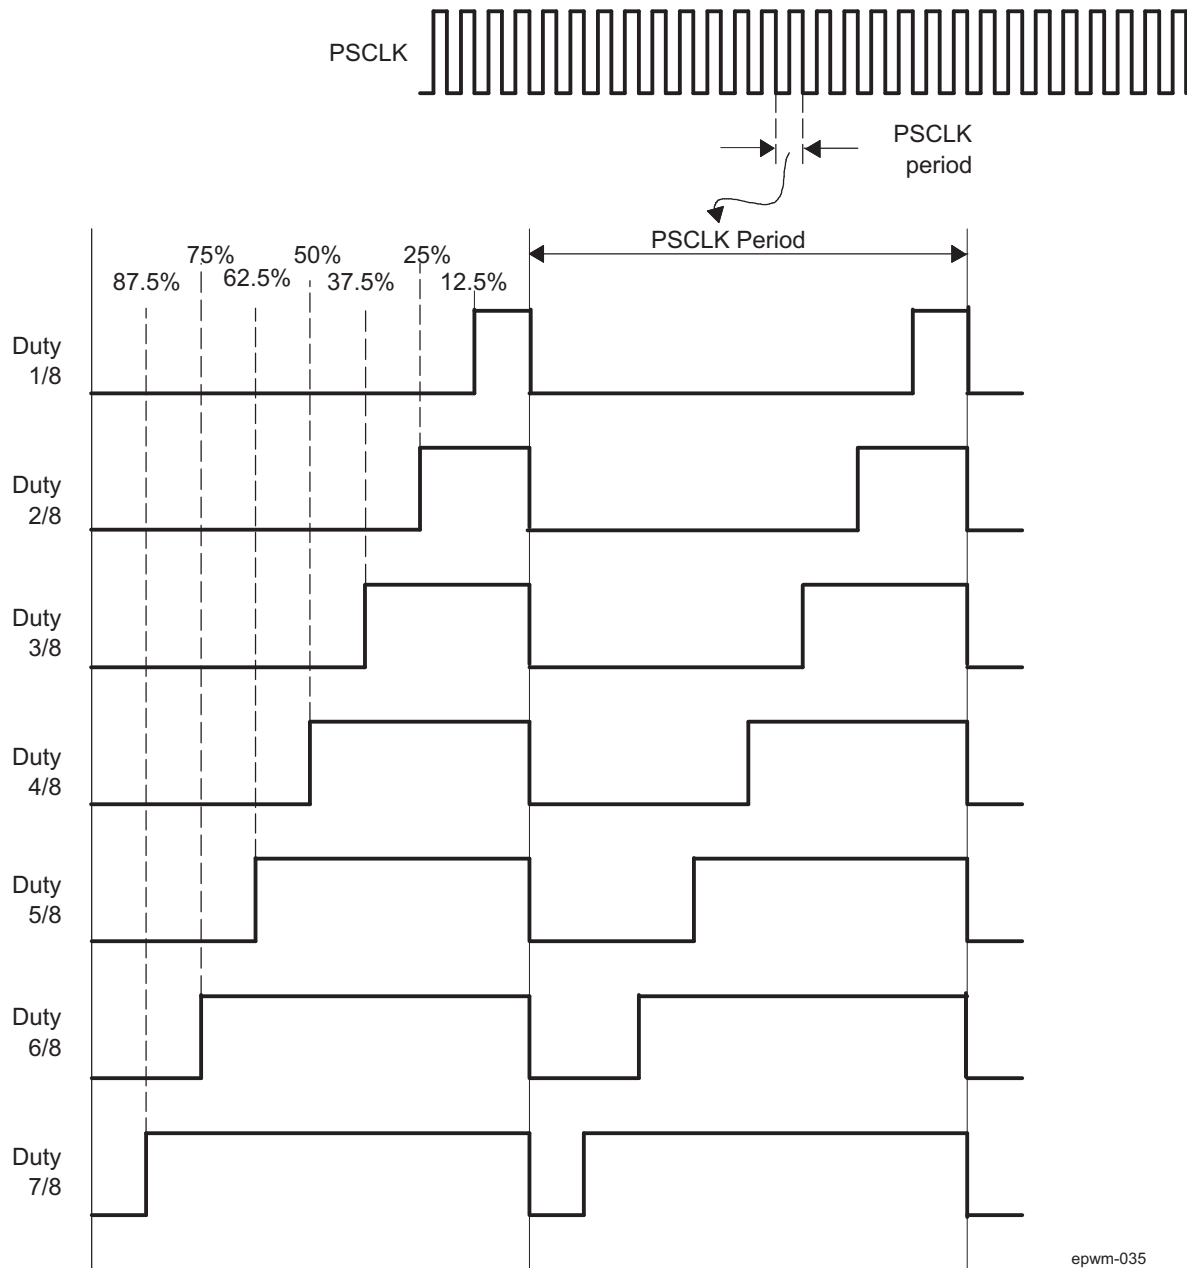 PSCLK
PSCLK
period
PSCLK Period
75%
50%
25%
87.5%
62.5%
37.5%
12.5%
Duty
1/8
Duty
2/8
Duty
3/8
Duty
4/8
Duty
5/8
Duty
6/8
Duty
7/8
epwm-035